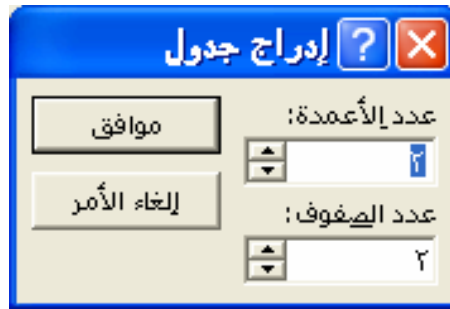 إدراج جدول
عدد الأعمدة:
٢
عدد الصفوف:
٢
موافق
إلغاء الأمر